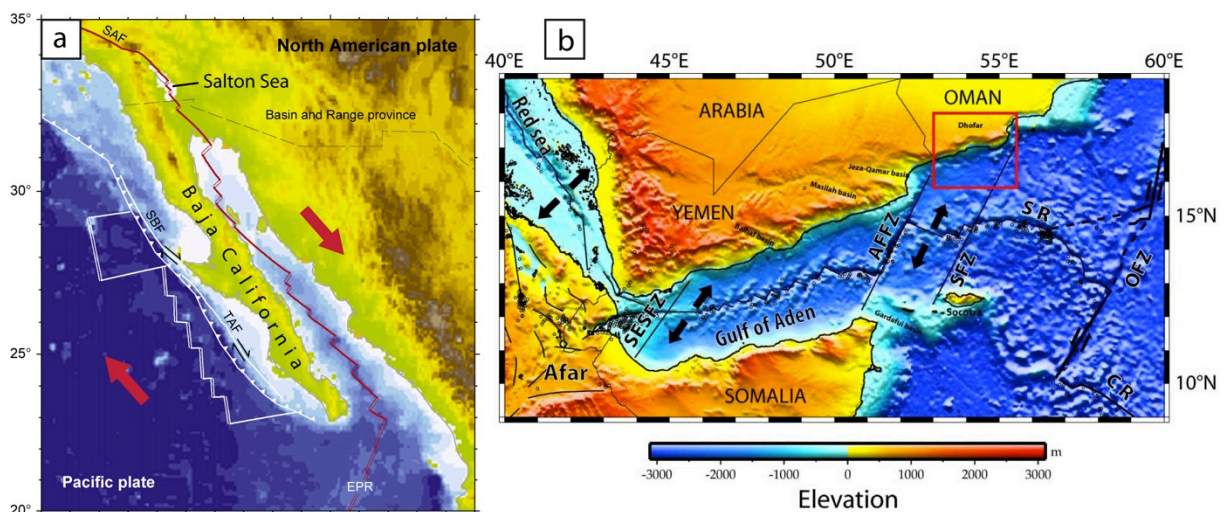 a
35°
30°
25°
20°
SAF
North American plate
Salton Sea
Basin and Range province
Baja California
SBF
TAF
Pacific plate
EPR
b
40°E
45°E
50°E
55°E
60°E
15°N
10°N
Red sea
ARABIA
OMAN
Dhofar
Jeza-Qamar basin
Masilah basin
YEMEN
AFFZ
SR
SFZ
OFZ
SESFZ
Socotra
Gulf of Aden
Afar
SOMALIA
CR
m
-3000 -2000 -1000 0 1000 2000 3000
Elevation